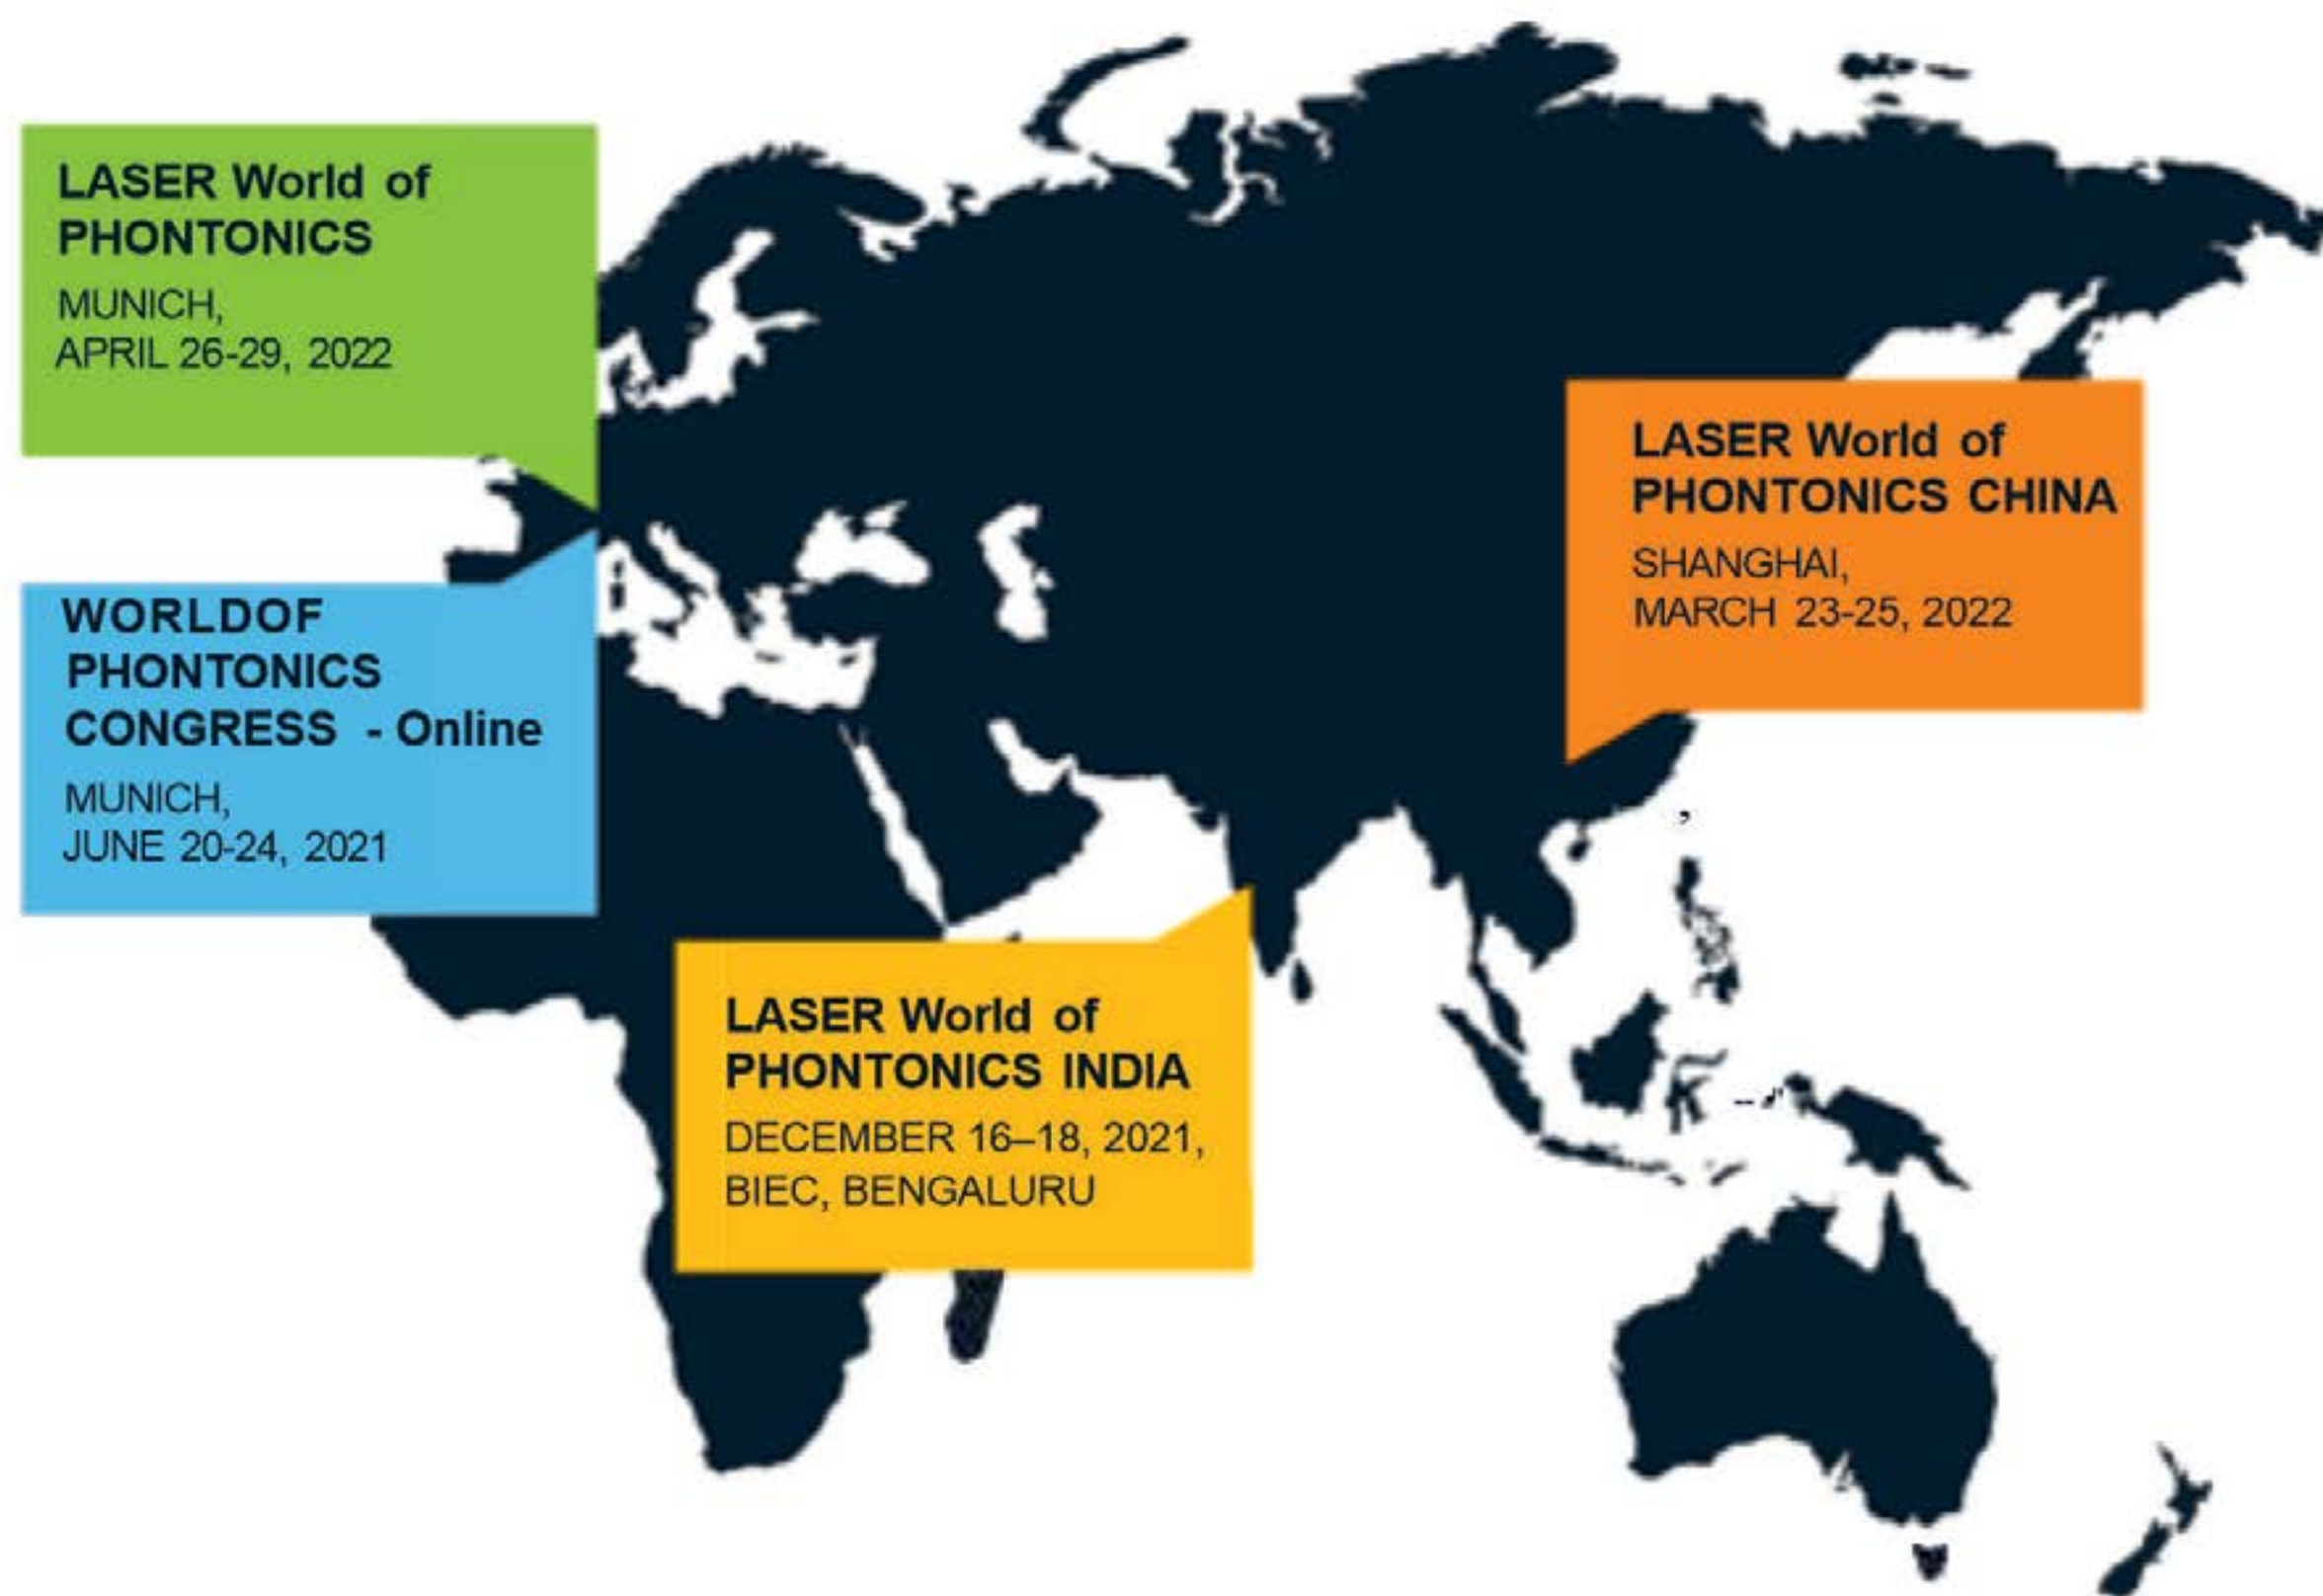 LASER World of
PHONTONICS
MUNICH,
APRIL 26-29, 2022
WORLDOF
PHONTONICS
CONGRESS - Online
MUNICH,
JUNE 20-24, 2021
LASER World of
PHONTONICS CHINA
SHANGHAI,
MARCH 23-25, 2022
LASER World of
PHONTONICS INDIA
DECEMBER 16–18, 2021,
BIEC, BENGALURU